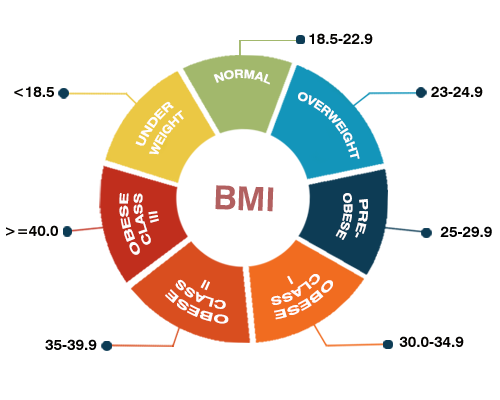 18.5-22.9
NORMAL
23-24.9
OVERWEIGHT
25-29.9
PRE-
OBESE
30.0-34.9
OBESE
CLASS
I
35-39.9
OBESE
CLASS
II
>=40.0
OBESE
CLASS
III
<18.5
UNDER
WEIGHT
BMI